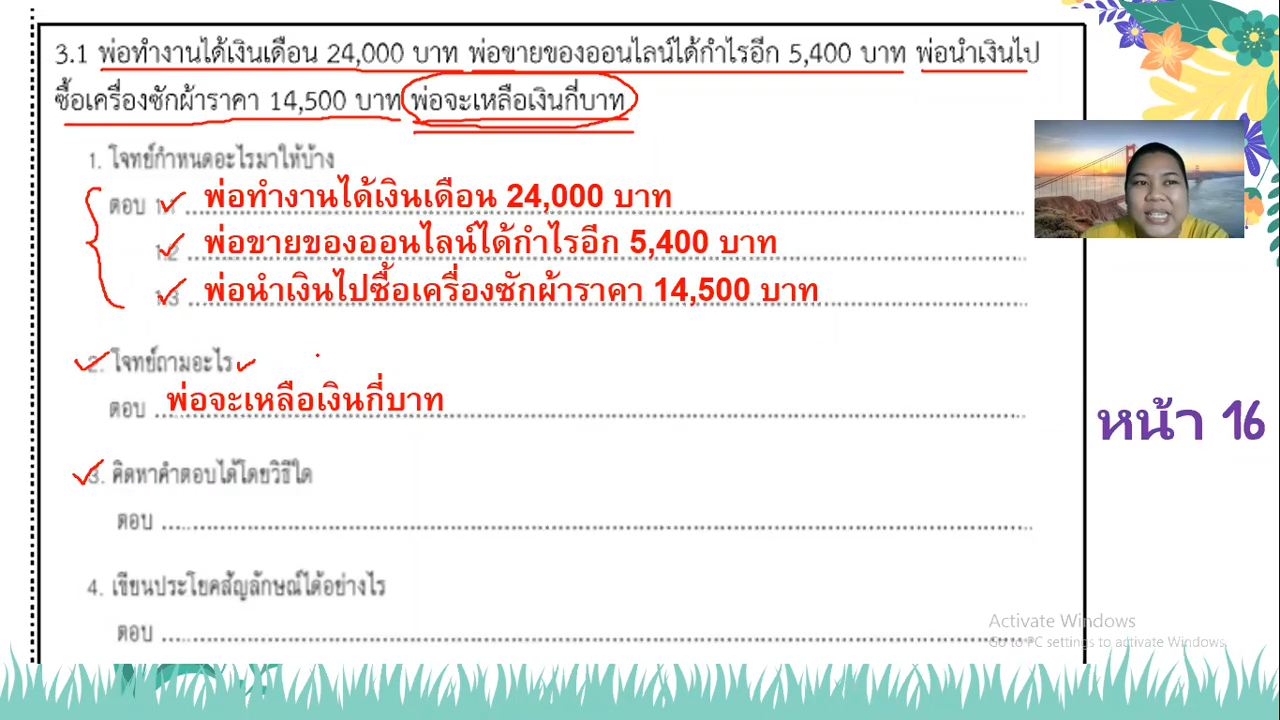 3.1 พ่อทำงานได้เงินเดือน 24,000 บาท พ่อขายของออนไลน์ได้กำไรอีก 5,400 บาท พ่อนำเงินไป
ซื้อเครื่องซักผ้าราคา 14,500 บาท พ่อจะเหลือเงินกี่บาท
1. โจทย์กำหนดอะไรมาให้บ้าง
ตอบ 1.1 พ่อทำงานได้เงินเดือน 24,000 บาท
1.2 พ่อขายของออนไลน์ได้กำไรอีก 5,400 บาท
1.3 พ่อนำเงินไปซื้อเครื่องซักผ้าราคา 14,500 บาท
2. โจทย์ถามอะไร
ตอบ พ่อจะเหลือเงินกี่บาท
หน้า 16
3. คิดหาคำตอบได้โดยวิธีใด
ตอบ
4. เขียนประโยคสัญลักษณ์ได้อย่างไร
ตอบ
Activate Windows
Go to PC settings to activate Windows.